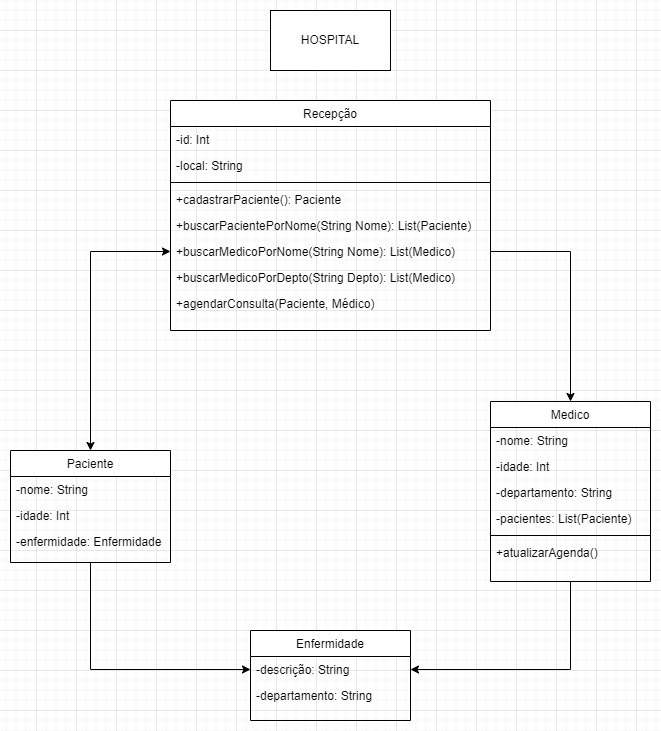 HOSPITAL
Recepção
-id: Int
-local: String
+cadastrarPaciente(): Paciente
+buscarPacientePorNome(String Nome): List(Paciente)
+buscarMedicoPorNome(String Nome): List(Medico)
+buscarMedicoPorDepto(String Depto): List(Medico)
+agendarConsulta(Paciente, Médico)
Paciente
-nome: String
-idade: Int
-enfermidade: Enfermidade
Medico
-nome: String
-idade: Int
-departamento: String
-pacientes: List(Paciente)
+atualizarAgenda()
Enfermidade
-descrição: String
-departamento: String